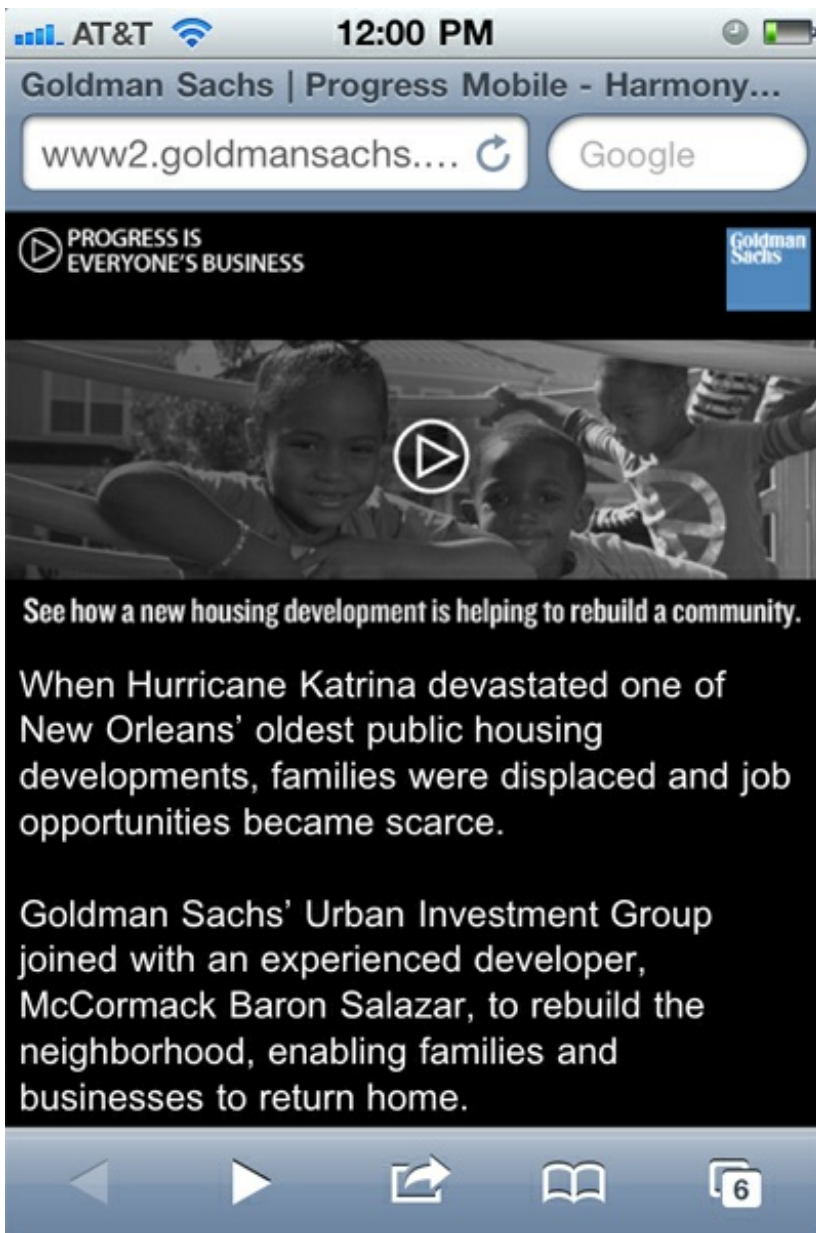 AT&T 12:00 PM
Goldman Sachs | Progress Mobile - Harmony...
www2.goldmansachs.... Google
PROGRESS IS
EVERYONE'S BUSINESS
Goldman
Sachs
See how a new housing development is helping to rebuild a community.
When Hurricane Katrina devastated one of
New Orleans’ oldest public housing
developments, families were displaced and job
opportunities became scarce.
Goldman Sachs’ Urban Investment Group
joined with an experienced developer,
McCormack Baron Salazar, to rebuild the
neighborhood, enabling families and
businesses to return home.
6